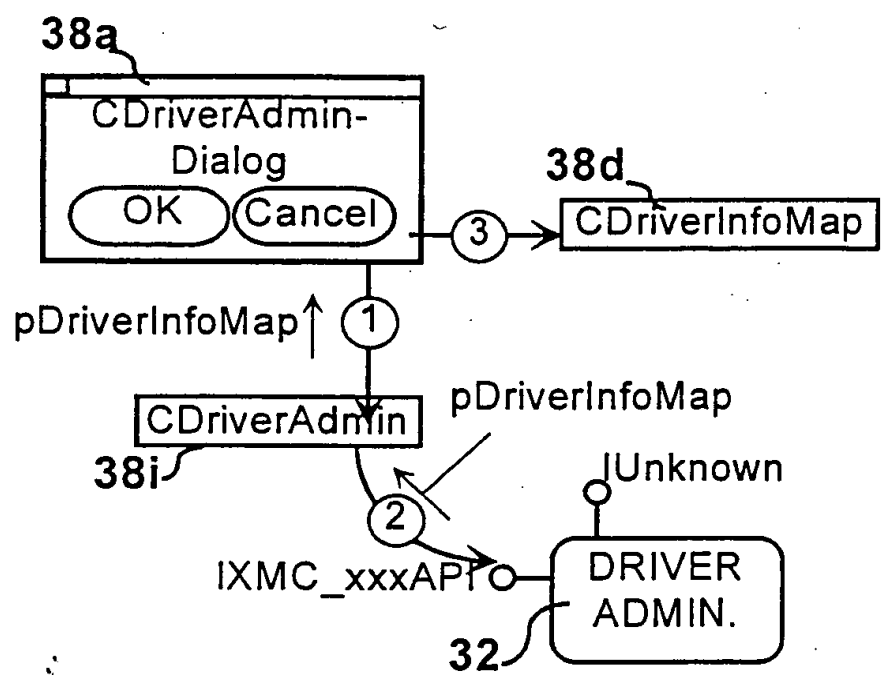 38a
CDriverAdmin-
Dialog
OK
Cancel
38d
CDriverInfoMap
3
pDriverInfoMap
1
pDriverInfoMap
CDriverAdmin
38i
2
IUnknown
IXMC_xxxAPI
DRIVER
ADMIN.
32